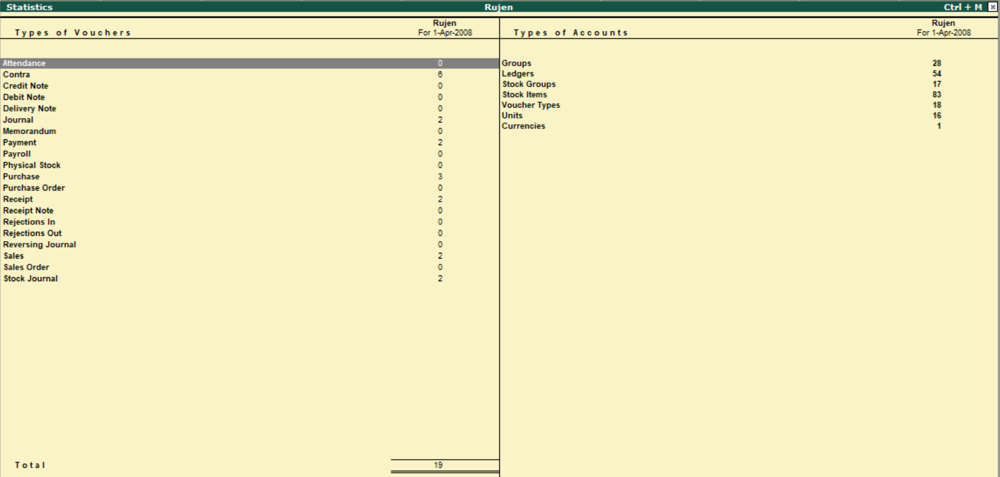 Statistics Rujen Ctrl + M
Types of Vouchers Rujen For 1-Apr-2008
Attendance 0
Contra 6
Credit Note 0
Debit Note 0
Delivery Note 0
Journal 2
Memorandum 0
Payment 2
Payroll 0
Physical Stock 0
Purchase 3
Purchase Order 0
Receipt 2
Receipt Note 0
Rejections In 0
Rejections Out 0
Reversing Journal 0
Sales 2
Sales Order 0
Stock Journal 2
Total 19
Types of Accounts Rujen For 1-Apr-2008
Groups 28
Ledgers 54
Stock Groups 17
Stock Items 83
Voucher Types 18
Units 16
Currencies 1